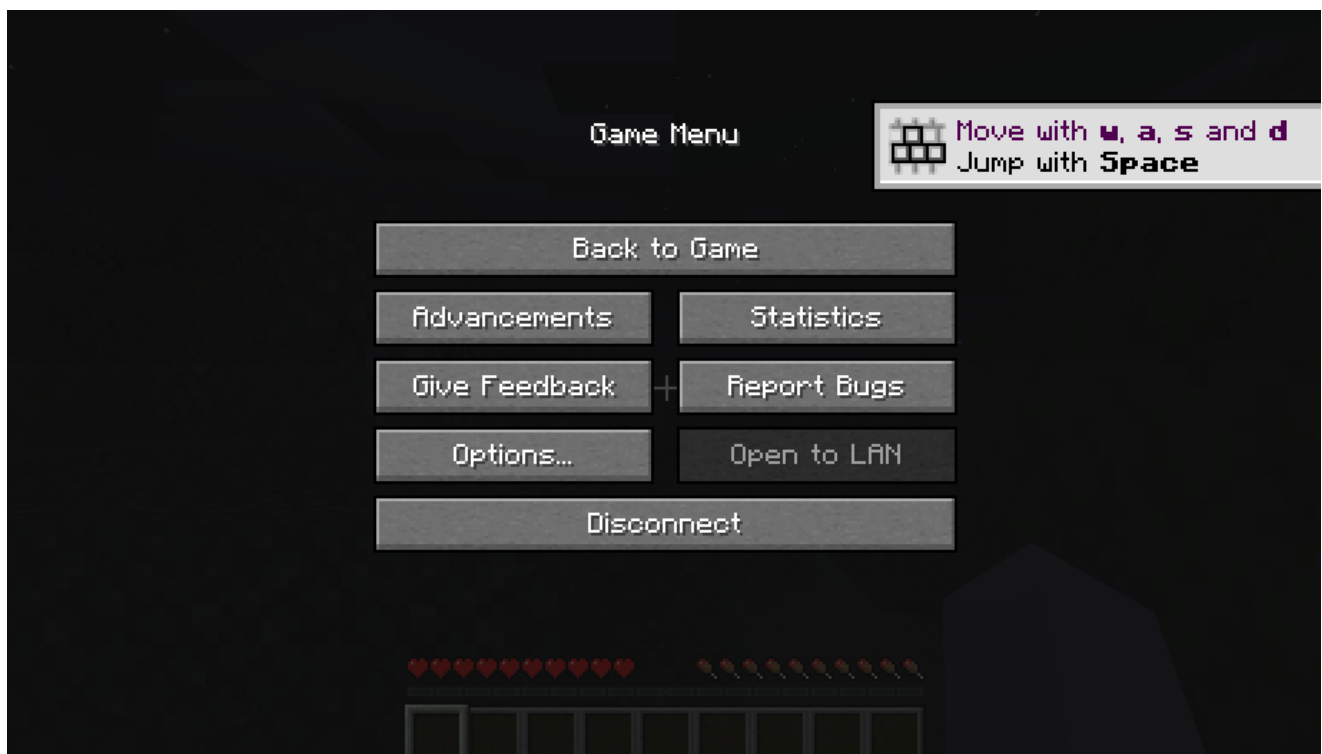 Game Menu
Move with w, a, s and d
Jump with Space
Back to Game
Advancements
Statistics
Give Feedback
Report Bugs
Options...
Open to LAN
Disconnect